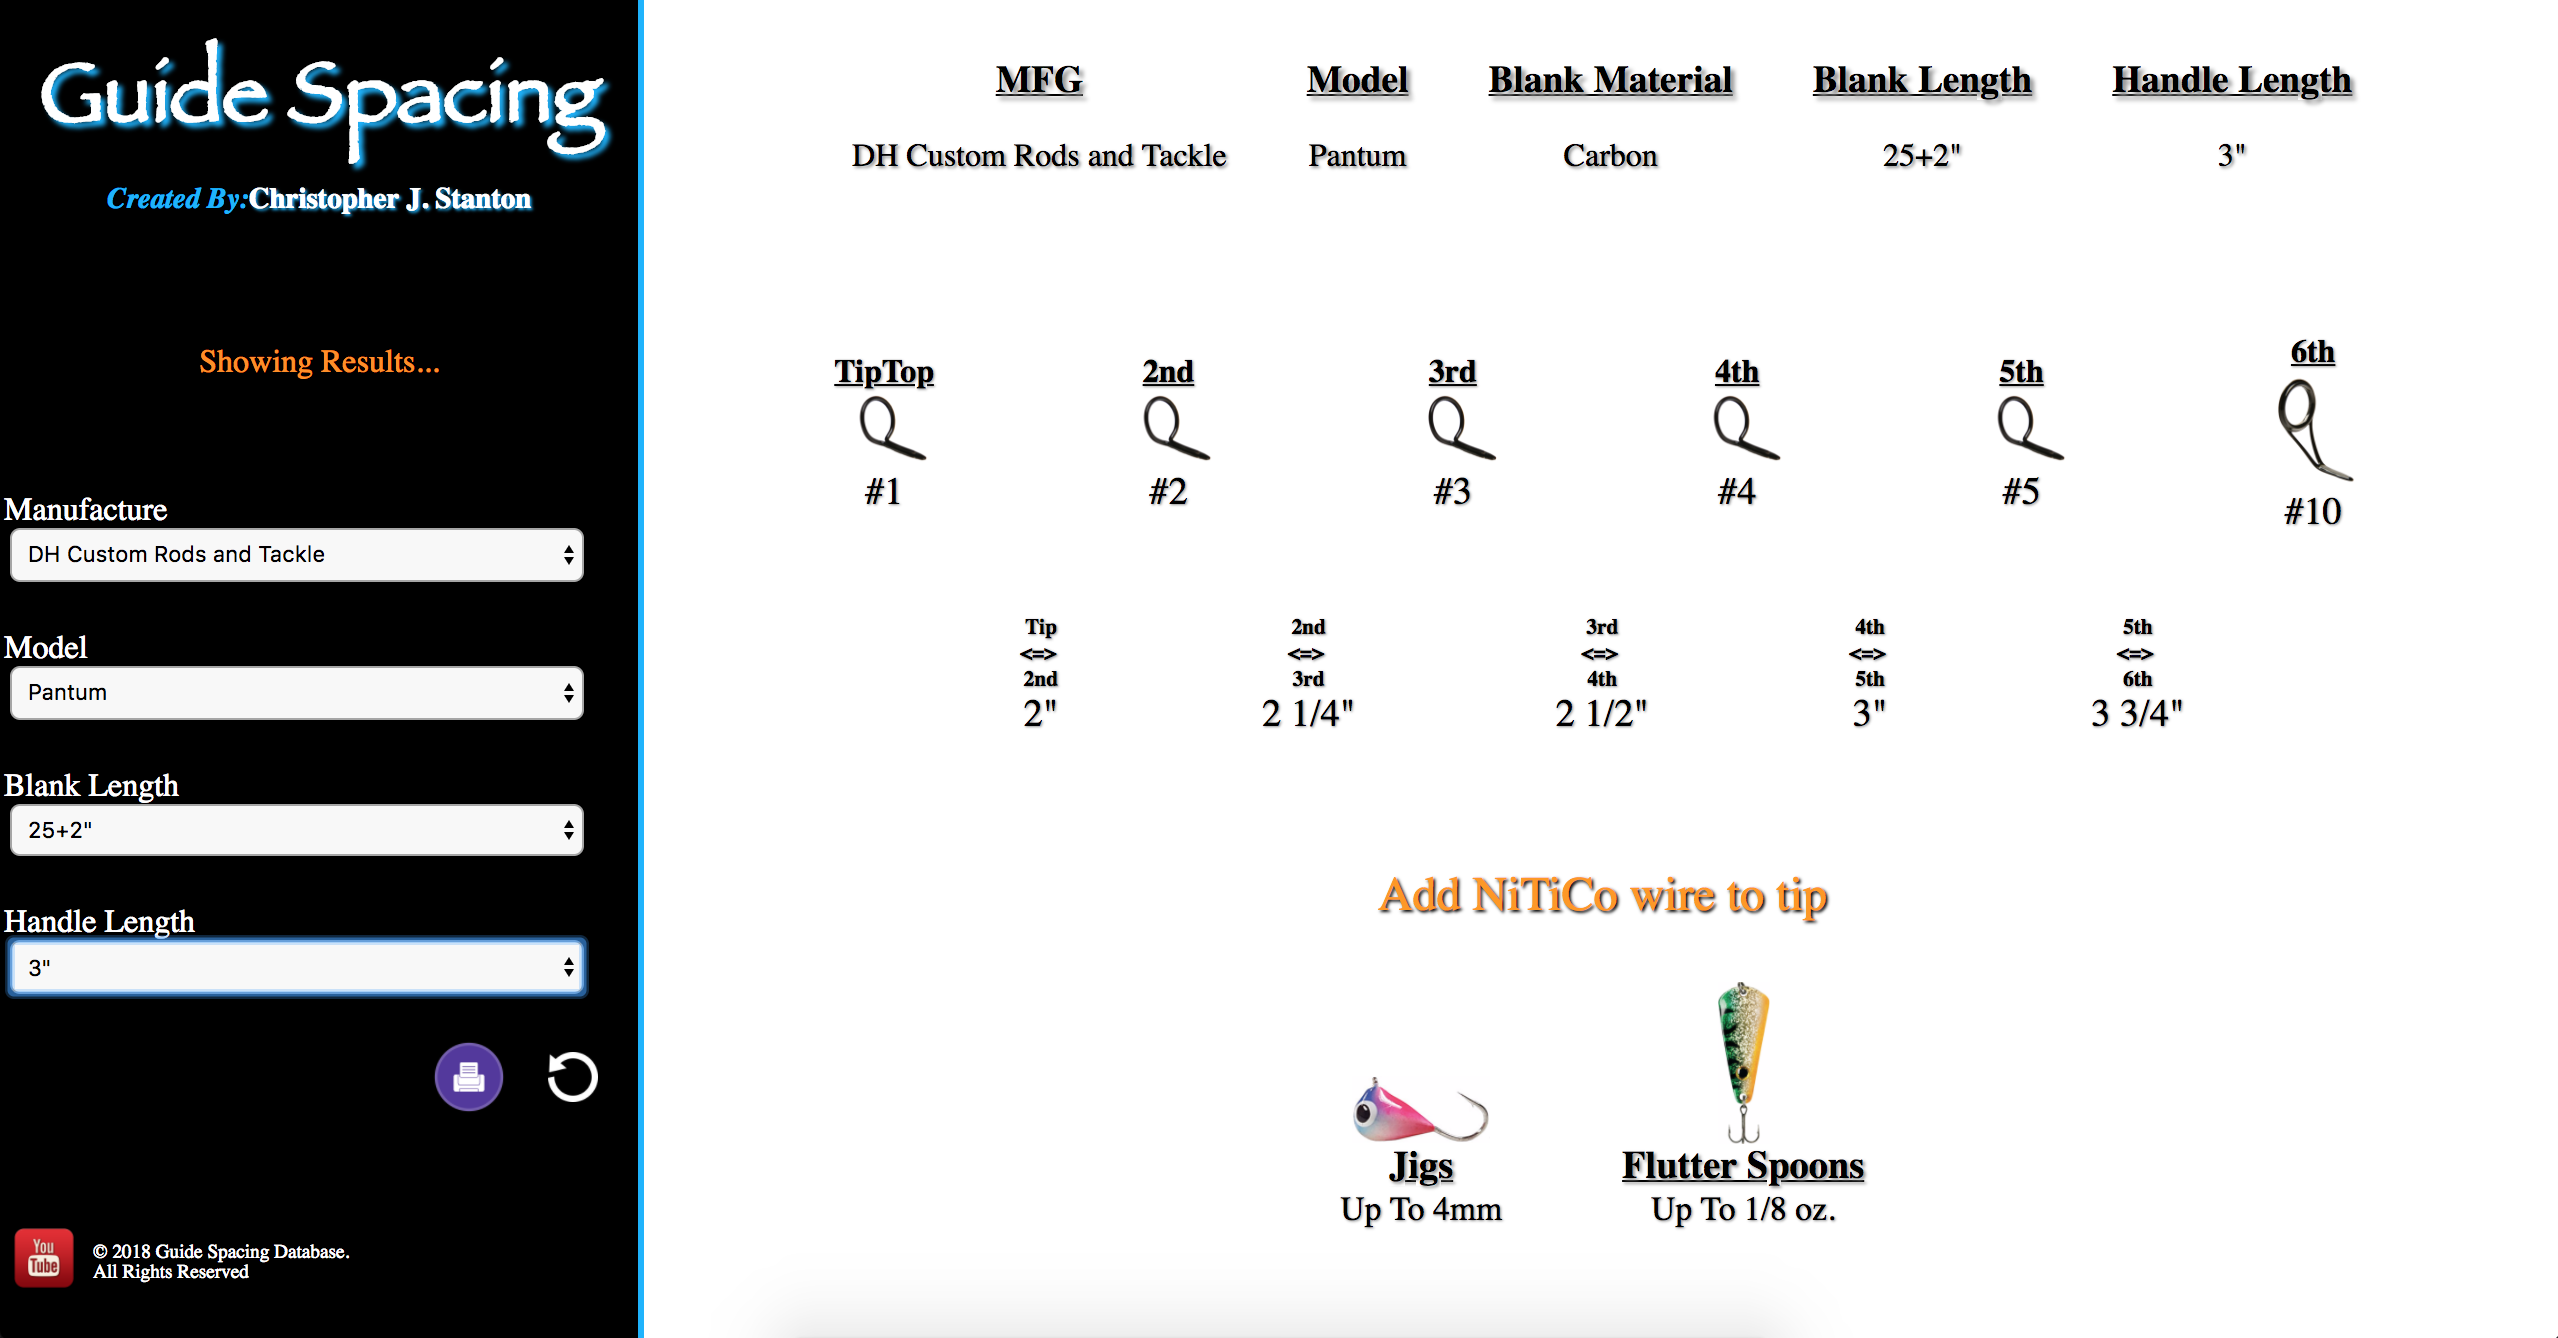 Guide Spacing
Created By:Christopher J. Stanton
Showing Results...
Manufacture
DH Custom Rods and Tackle
Model
Pantum
Blank Length
25+2"
Handle Length
3"
You
Tube
© 2018 Guide Spacing Database.
All Rights Reserved
MFG Model Blank Material Blank Length Handle Length
DH Custom Rods and Tackle Pantum Carbon 25+2" 3"
TipTop 2nd 3rd 4th 5th 6th
#1 #2 #3 #4 #5 #10
Tip 2nd 3rd 4th 5th
<=> <=> <=> <=> <=>
2nd 3rd 4th 5th 6th
2" 2 1/4" 2 1/2" 3" 3 3/4"
Add NiTiCo wire to tip
Jigs Flutter Spoons
Up To 4mm Up To 1/8 oz.